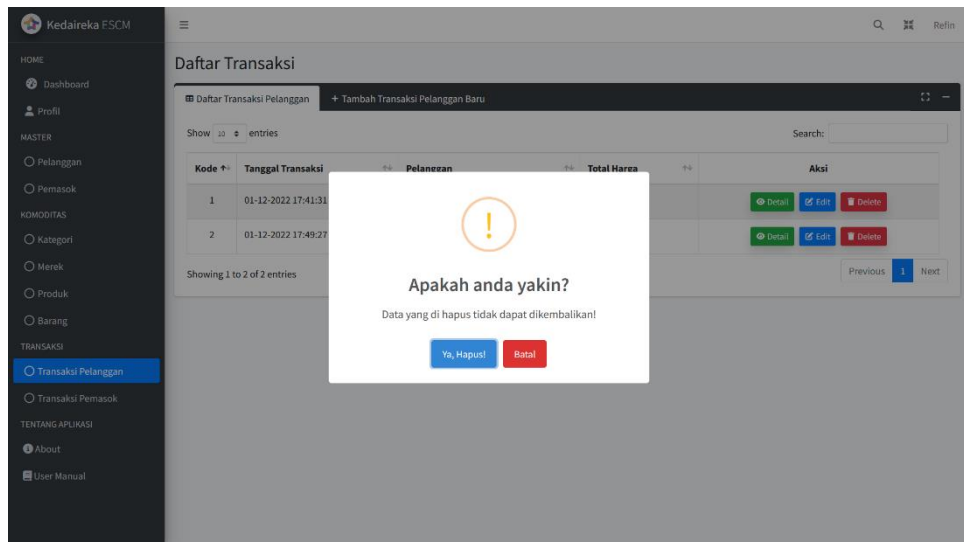 Kedaireka ESCM
Refin
HOME
Dashboard
Profil
MASTER
Pelanggan
Pemasok
KOMODITAS
Kategori
Merek
Produk
Barang
TRANSAKSI
Transaksi Pelanggan
Transaksi Pemasok
TENTANG APLIKASI
About
User Manual
Daftar Transaksi
Daftar Transaksi Pelanggan + Tambah Transaksi Pelanggan Baru
Show 10 entries Search:
Kode Tanggal Transaksi Pelanggan Total Harga Aksi
1 01-12-2022 17:41:31 Detail Edit Delete
2 01-12-2022 17:49:27 Detail Edit Delete
Showing 1 to 2 of 2 entries Previous 1 Next
!
Apakah anda yakin?
Data yang di hapus tidak dapat dikembalikan!
Ya, Hapus! Batal